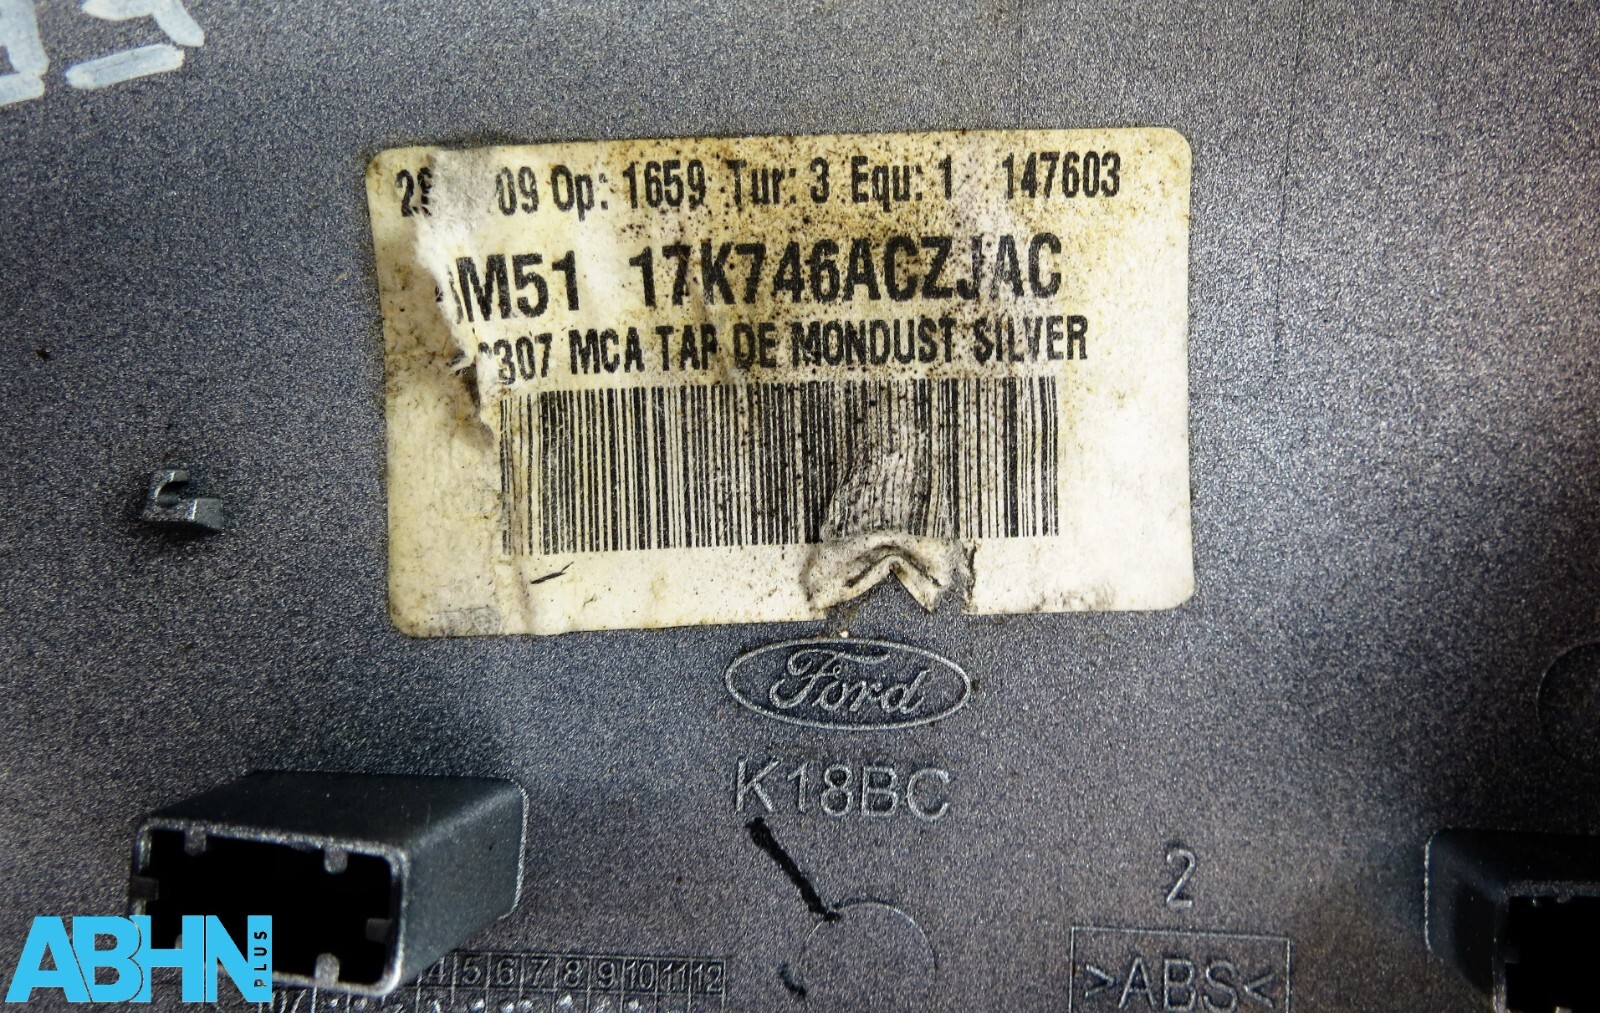 09 Op: 1659 Tur: 3 Equ: 1 147603
M51 17K746ACZJAC
307 MCA TAP DE MONDUST SILVER
Ford
K18BC
2
4 5 6 7 8 9 10 11 12
>ABS<
ABHN PLUS